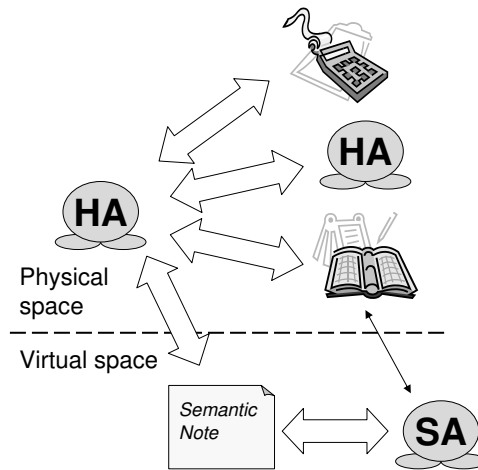 HA
HA
Physical
space
Virtual space
Semantic
Note
SA